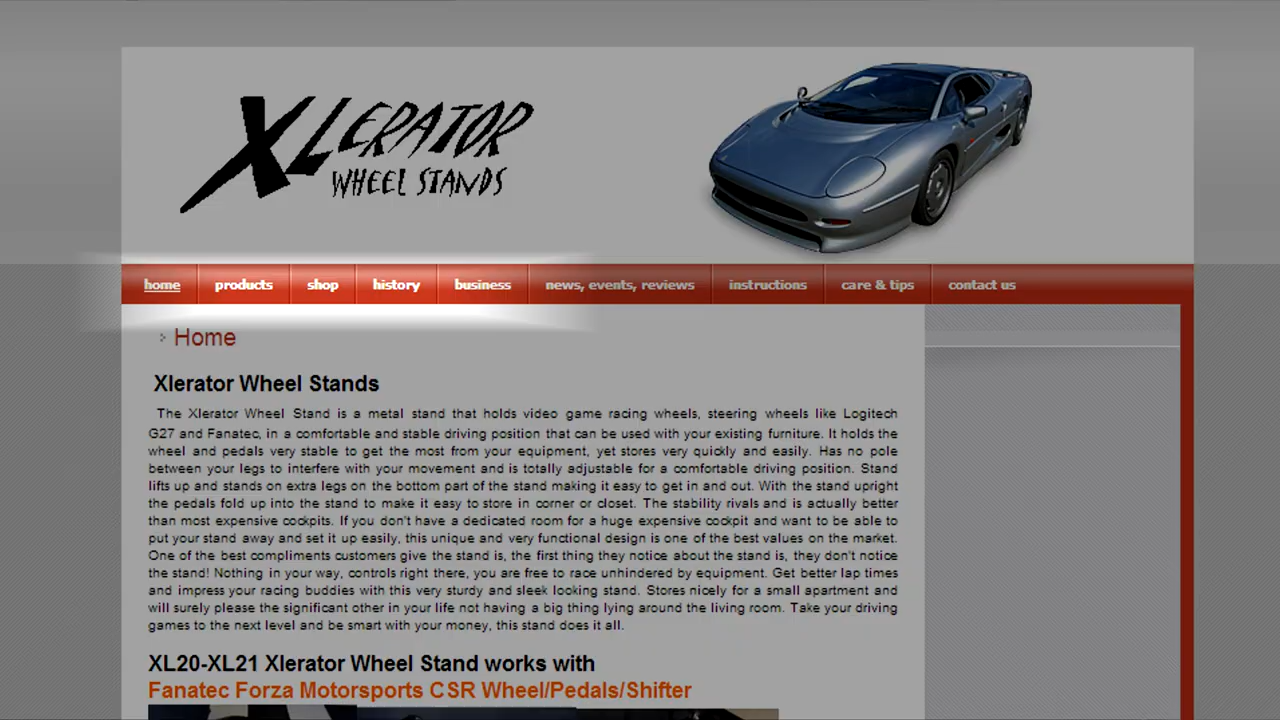 XLERATOR
WHEEL STANDS
home products shop history business news, events, reviews instructions care & tips contact us
Home
Xlerator Wheel Stands
The Xlerator Wheel Stand is a metal stand that holds video game racing wheels, steering wheels like Logitech
G27 and Fanatec, in a comfortable and stable driving position that can be used with your existing furniture. It holds the
wheel and pedals very stable to get the most from your equipment, yet stores very quickly and easily. Has no pole
between your legs to interfere with your movement and is totally adjustable for a comfortable driving position. Stand
lifts up and stands on extra legs on the bottom part of the stand making it easy to get in and out. With the stand upright
the pedals fold up into the stand to make it easy to store in corner or closet. The stability rivals and is actually better
than most expensive cockpits. If you don't have a dedicated room for a huge expensive cockpit and want to be able to
put your stand away and set it up easily, this unique and very functional design is one of the best values on the market.
One of the best compliments customers give the stand is, the first thing they notice about the stand is, they don't notice
the stand! Nothing in your way, controls right there, you are free to race unhindered by equipment. Get better lap times
and impress your racing buddies with this very sturdy and sleek looking stand. Stores nicely for a small apartment and
will surely please the significant other in your life not having a big thing lying around the living room. Take your driving
games to the next level and be smart with your money, this stand does it all.
XL20-XL21 Xlerator Wheel Stand works with
Fanatec Forza Motorsports CSR Wheel/Pedals/Shifter